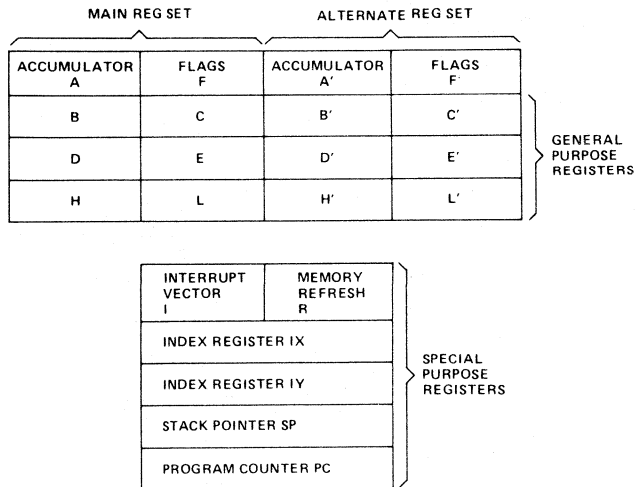 MAIN REG SET ALTERNATE REG SET
ACCUMULATOR FLAGS ACCUMULATOR FLAGS
A F A' F'
B C B' C'
D E D' E'
H L H' L'
GENERAL
PURPOSE
REGISTERS
INTERRUPT MEMORY
VECTOR REFRESH
I R
INDEX REGISTER IX
INDEX REGISTER IY
STACK POINTER SP
PROGRAM COUNTER PC
SPECIAL
PURPOSE
REGISTERS